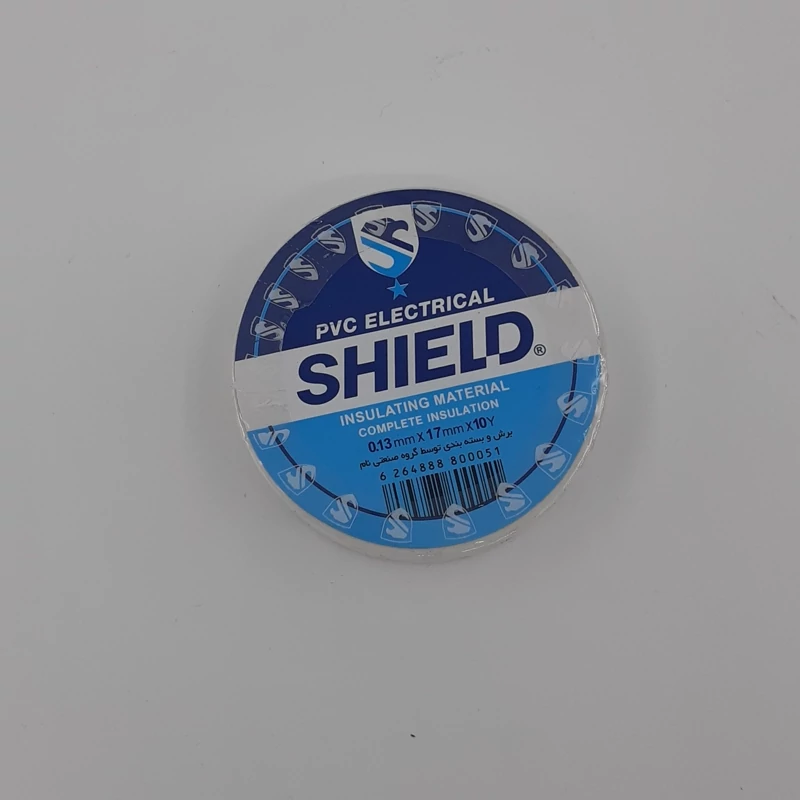 PVC ELECTRICAL
SHIELD®
INSULATING MATERIAL
COMPLETE INSULATION
0.13mm X 17mm X 10Y
برش و بسته بندی توسط گروه صنعتی تام
6 264888 800051